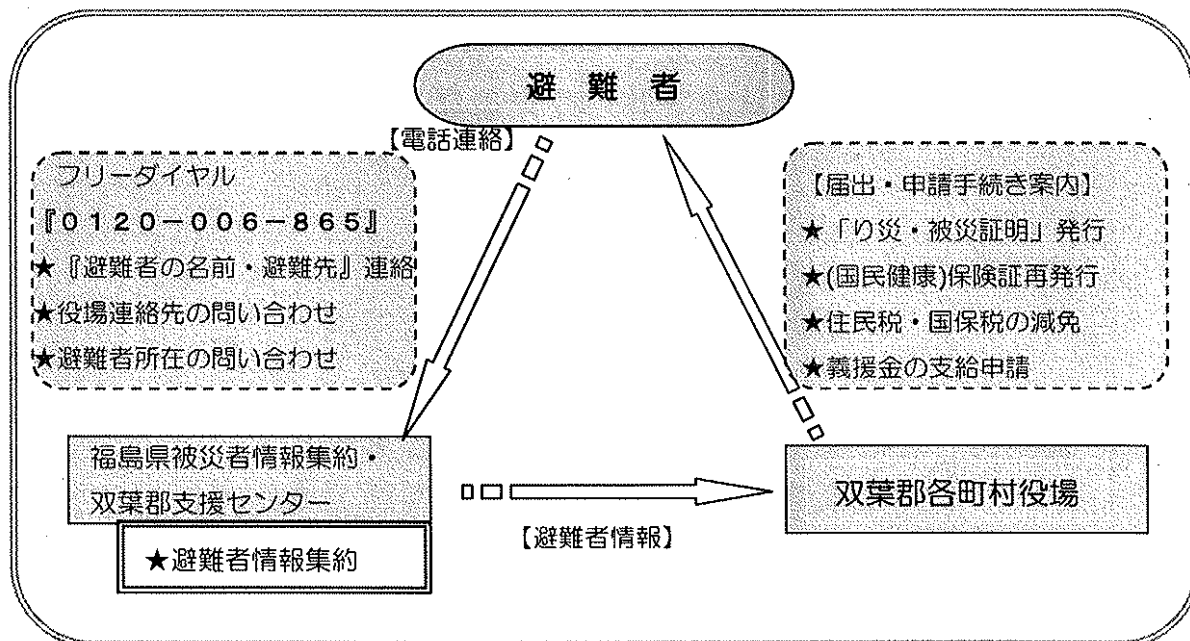 避難者
【電話連絡】
フリーダイヤル
『0120-006-865』
★『避難者の名前・避難先』連絡
★役場連絡先の問い合わせ
★避難者所在の問い合わせ
【届出・申請手続き案内】
★「り災・被災証明」発行
★(国民健康)保険証再発行
★住民税・国保税の減免
★義援金の支給申請
福島県被災者情報集約・
双葉郡支援センター
★避難者情報集約
【避難者情報】
双葉郡各町村役場